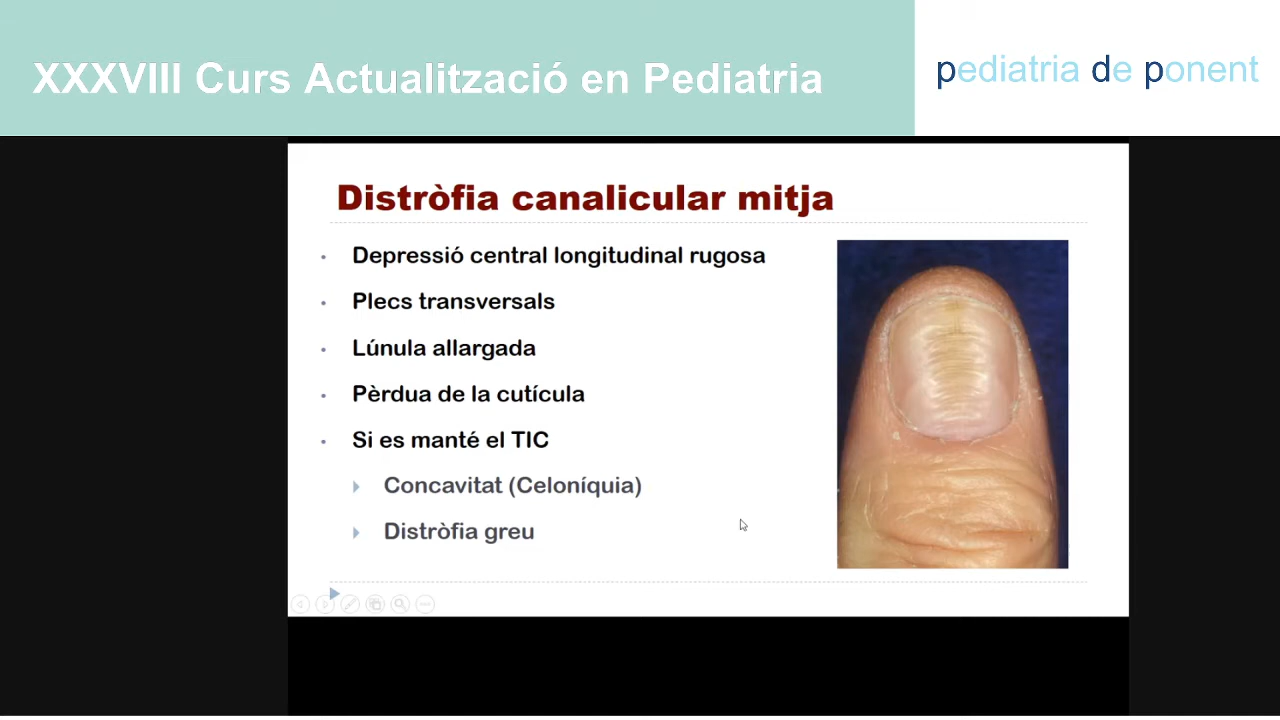 XXXVIII Curs Actualització en Pediatria
pediatria de ponent
Distròfia canalicular mitja
Depressió central longitudinal rugosa
Plecs transversals
Lúnula allargada
Pèrdua de la cutícula
Si es manté el TIC
Concavitat (Celoníquia)
Distròfia greu